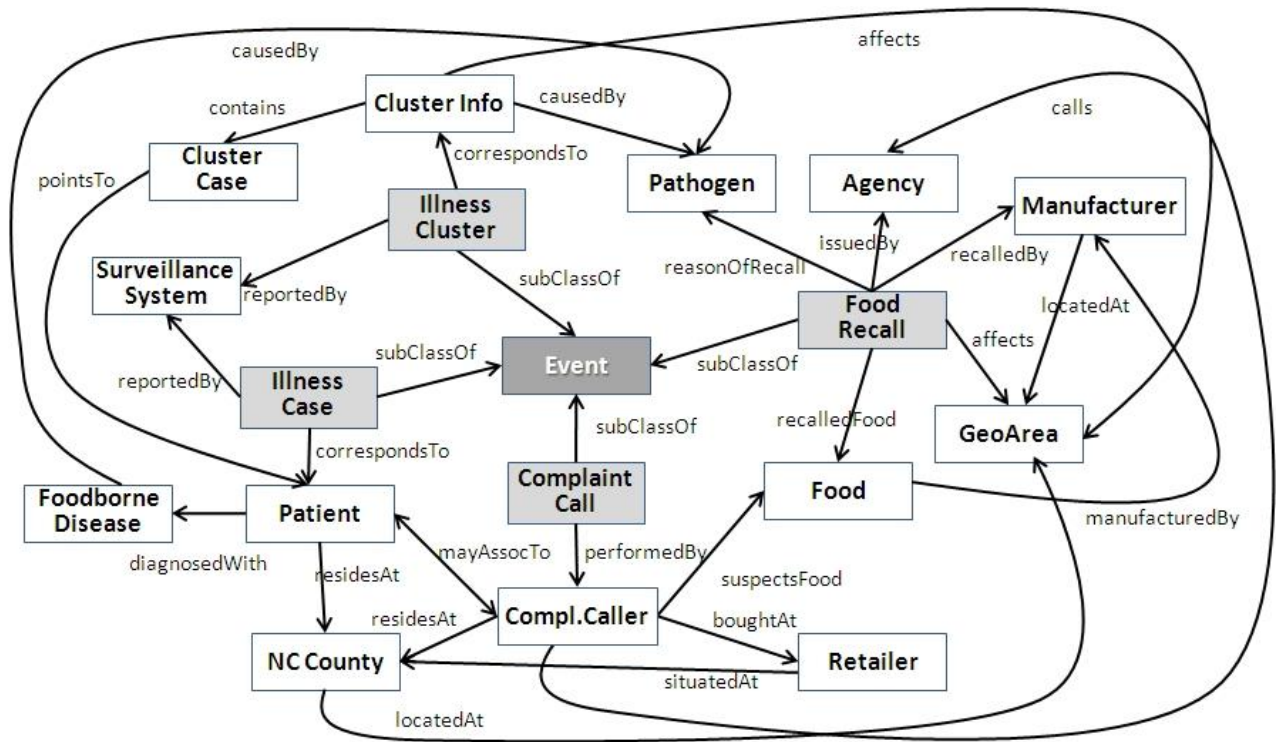 causedBy
affects
Cluster Info
contains
causedBy
calls
Cluster
Case
correspondsTo
pointsTo
Pathogen
Agency
Illness
Cluster
Manufacturer
issuedBy
recalledBy
reasonOfRecall
Surveillance
System
reportedBy
subClassOf
Food
Recall
locatedAt
affects
subClassOf
Event
subClassOf
reportedBy
Illness
Case
recalledFood
GeoArea
subClassOf
correspondsTo
Complaint
Call
Food
Foodborne
Disease
Patient
manufacturedBy
diagnosedWith
mayAssocTo
performedBy
residesAt
suspectsFood
residesAt
Compl.Caller
boughtAt
NC County
Retailer
situatedAt
locatedAt